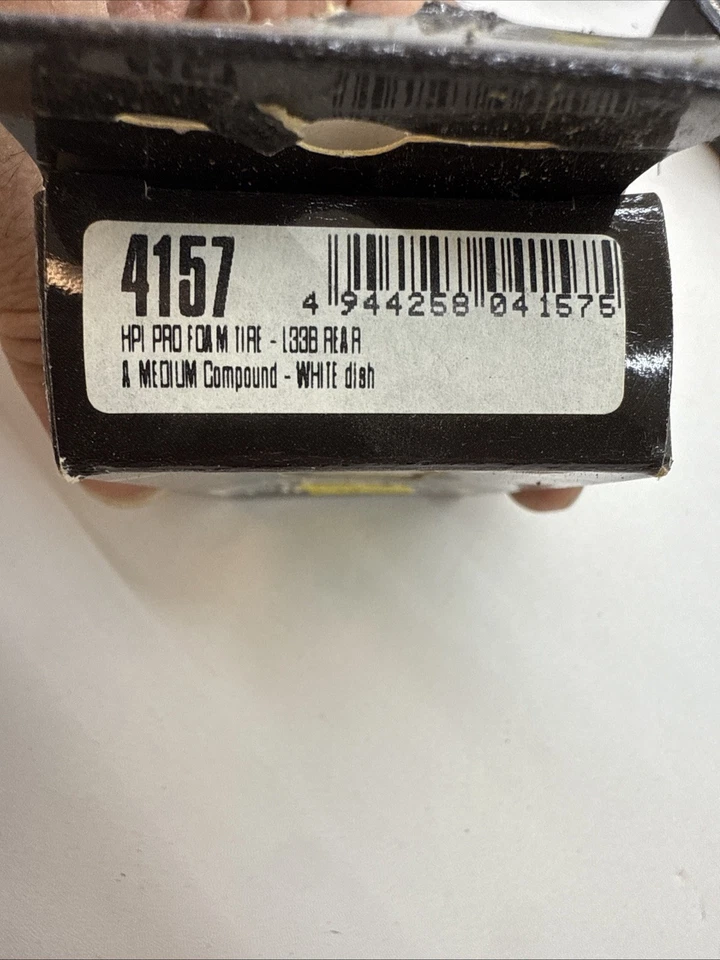 4157
4 944258 041575
HPI PRO FOAM TIRE - L33B REAR
A MEDIUM Compound - WHITE dish